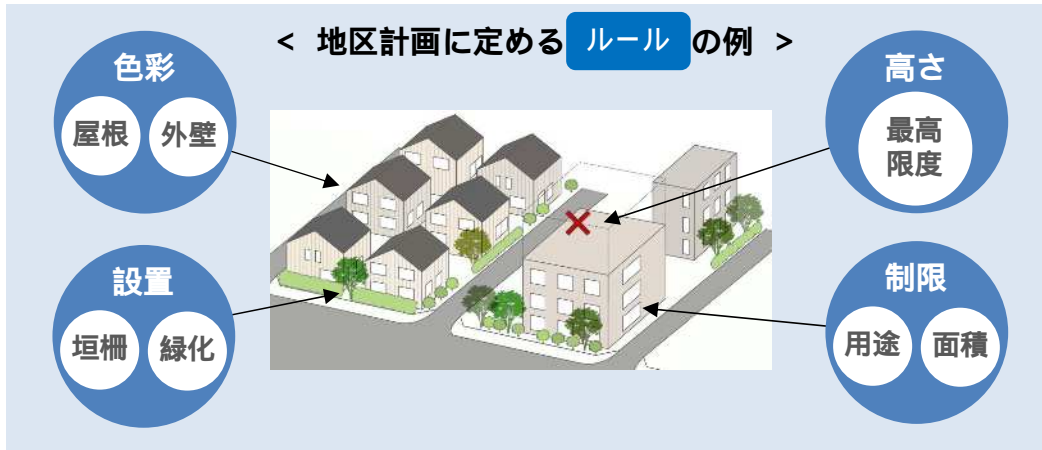 < 地区計画に定める ルール の例 >
色彩
屋根 外壁
高さ
最高
限度
設置
垣柵 緑化
制限
用途 面積